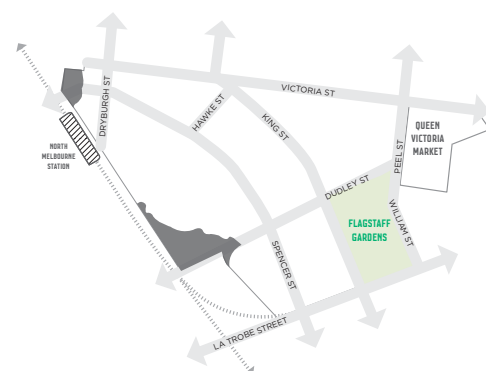 DRYBURGH ST
HAWKE ST
VICTORIA ST
KING ST
PEEL ST
QUEEN
VICTORIA
MARKET
NORTH
MELBOURNE
STATION
DUDLEY ST
FLAGSTAFF
GARDENS
WILLIAM ST
SPENCER ST
LA TROBE STREET